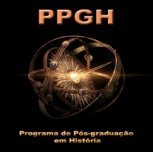 PPGH
Programa de Pós-graduação
em História